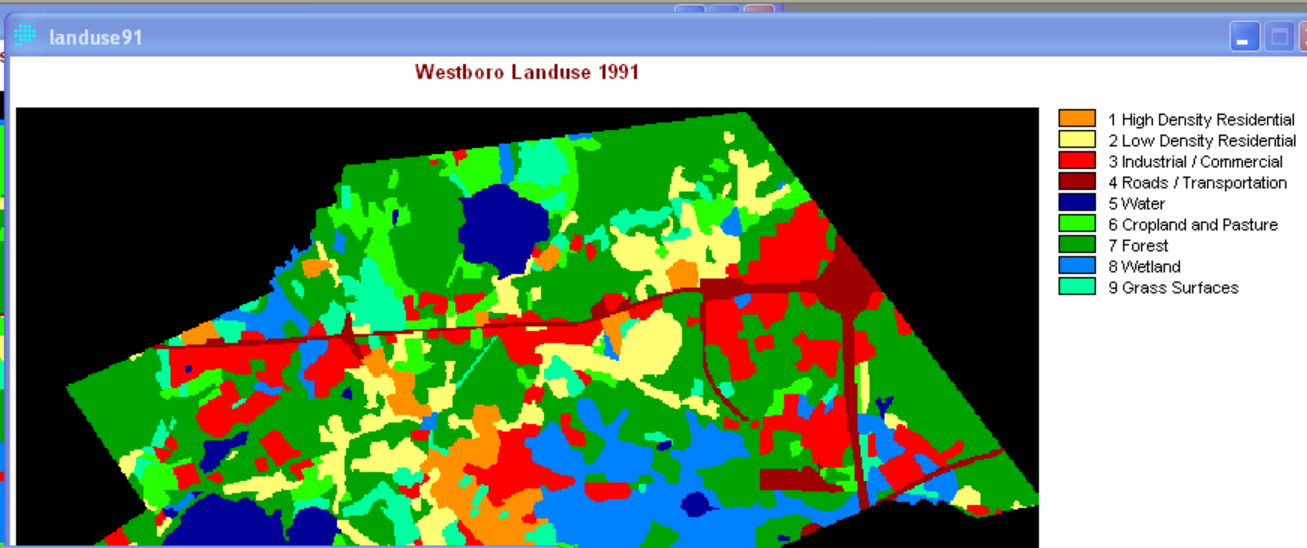 landuse91
Westboro Landuse 1991
1 High Density Residential
2 Low Density Residential
3 Industrial / Commercial
4 Roads / Transportation
5 Water
6 Cropland and Pasture
7 Forest
8 Wetland
9 Grass Surfaces